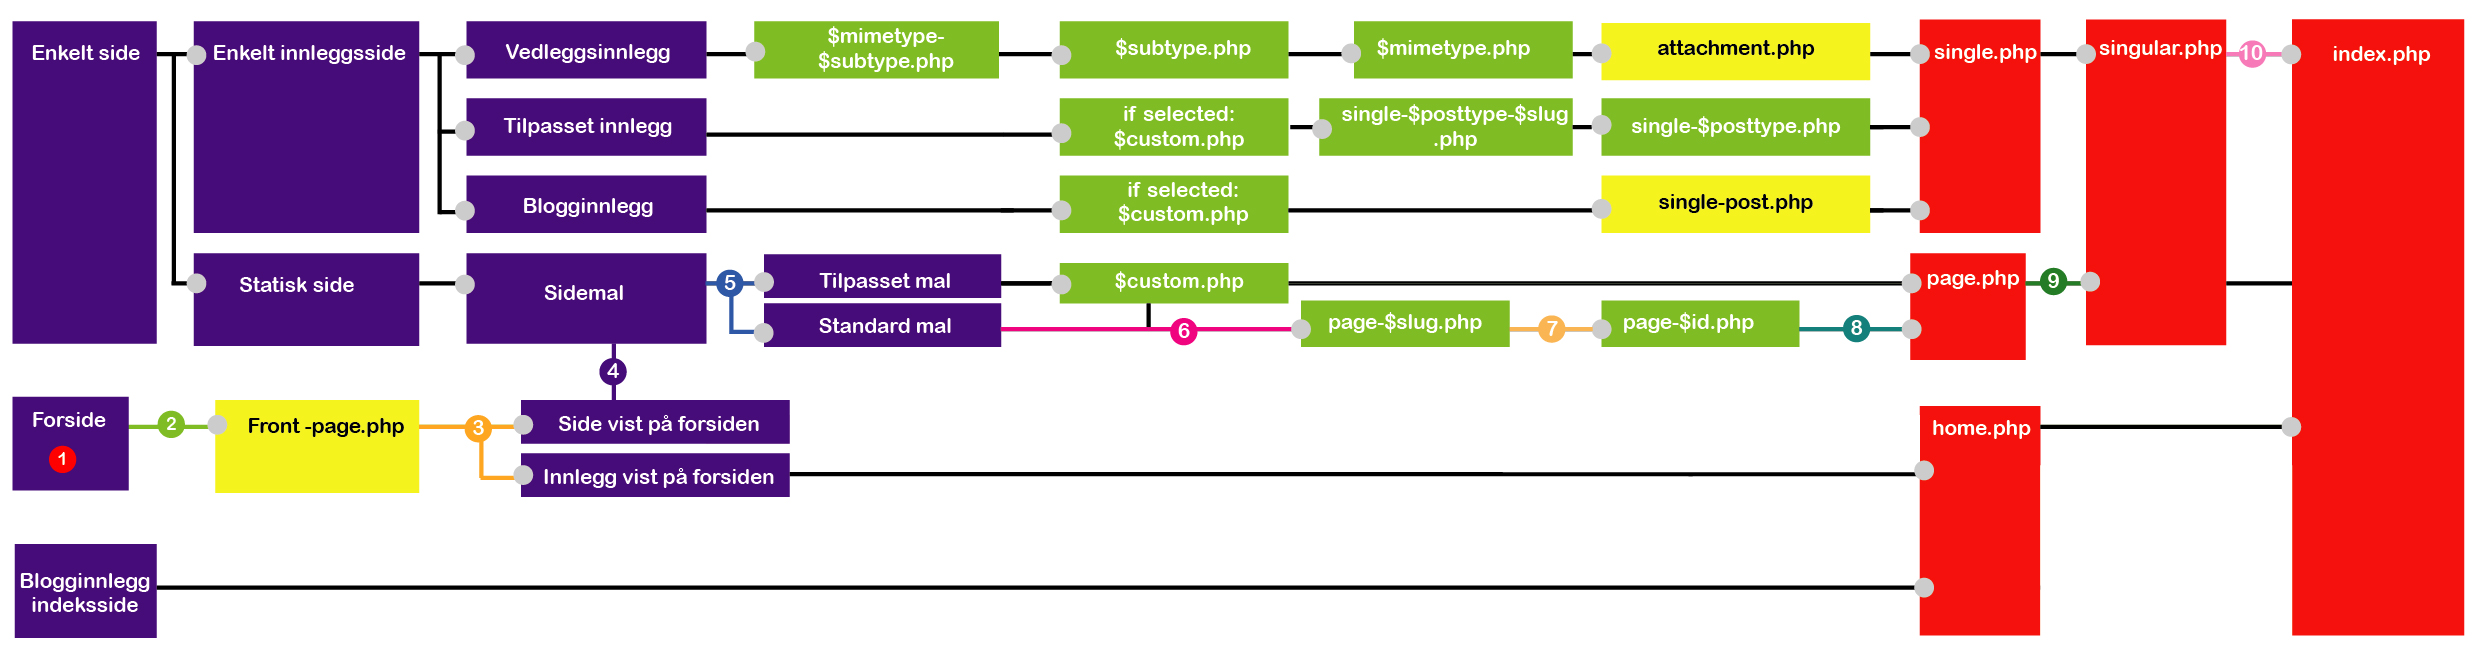 Enkelt side
Enkelt innleggsside
Vedleggsinnlegg
$mimetype-
$subtype.php
$subtype.php
$mimetype.php
attachment.php
single.php
singular.php
10
index.php
Tilpasset innlegg
if selected:
$custom.php
single-$posttype-$slug
.php
single-$posttype.php
Blogginnlegg
if selected:
$custom.php
single-post.php
Statisk side
Sidemal
5
Tilpasset mal
$custom.php
page.php
9
Standard mal
6
page-$slug.php
7
page-$id.php
8
4
Forside
1
2
Front -page.php
3
Side vist på forsiden
Innlegg vist på forsiden
home.php
Blogginnlegg
indeksside